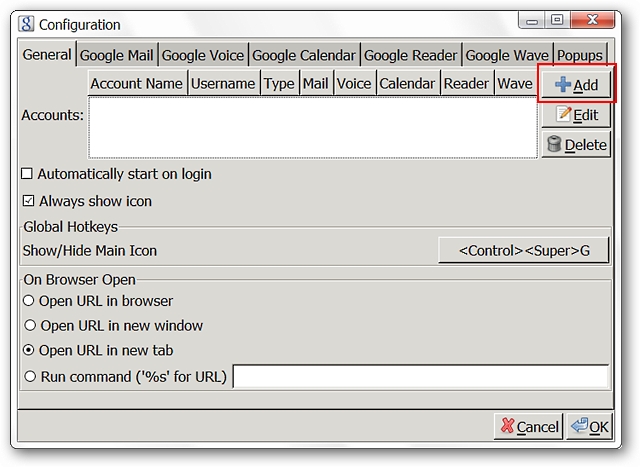 Configuration
General Google Mail Google Voice Google Calendar Google Reader Google Wave Popups
Account Name Username Type Mail Voice Calendar Reader Wave Add
Accounts: Edit
Delete
Automatically start on login
Always show icon
Global Hotkeys
Show/Hide Main Icon <Control><Super>G
On Browser Open
Open URL in browser
Open URL in new window
Open URL in new tab
Run command ('%s' for URL)
Cancel OK